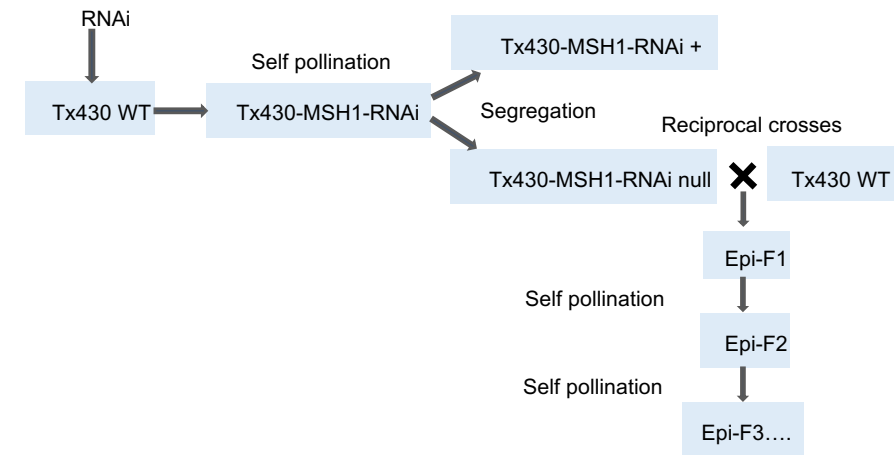 RNAi
Tx430-MSH1-RNAi +
Self pollination
Tx430 WT
Tx430-MSH1-RNAi
Segregation
Reciprocal crosses
Tx430-MSH1-RNAi null
Tx430 WT
Epi-F1
Self pollination
Epi-F2
Self pollination
Epi-F3….